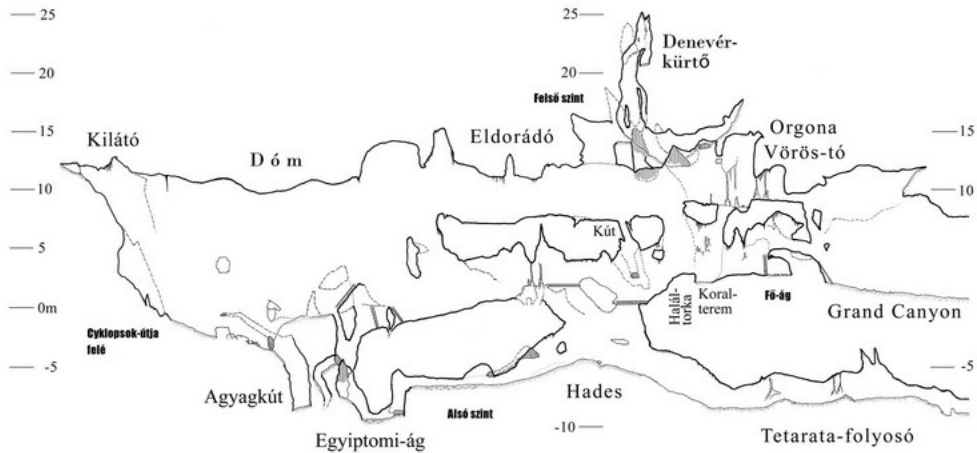 25
25
Denevér-
kürtő
20
20
Felső szint
15
Kilátó
Dóm
Eldorádó
Orgona
15
Vörös-tó
10
10
Kút
5
0m
Halál-
torka
Koral-
terem
Fő-ág
Grand Canyon
Cyklopsok-útja
felé
-5
-5
Agyagkút
Alsó szint
Hades
-10
Egyiptomi-ág
Tetarata-folyosó